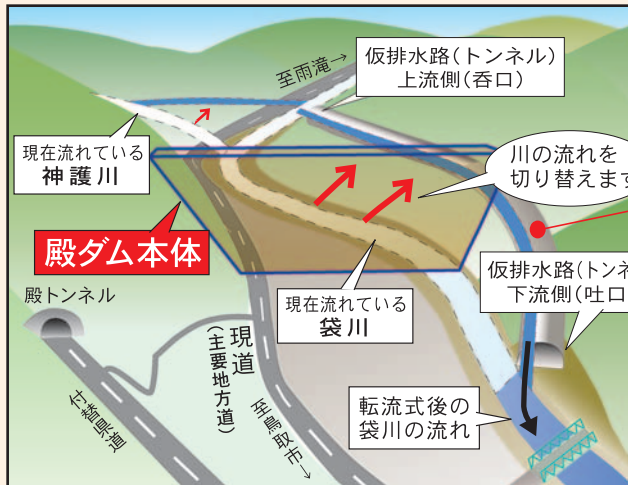 至雨滝→
仮排水路(トンネル)
上流側(呑口)
現在流れている
神護川
川の流れを
切り替えます
殿ダム本体
殿トンネル
仮排水路(トンネ
下流側(吐口
現在流れている
袋川
現道
(主要地方道)
付替県道
至鳥取市→
転流式後の
袋川の流れ